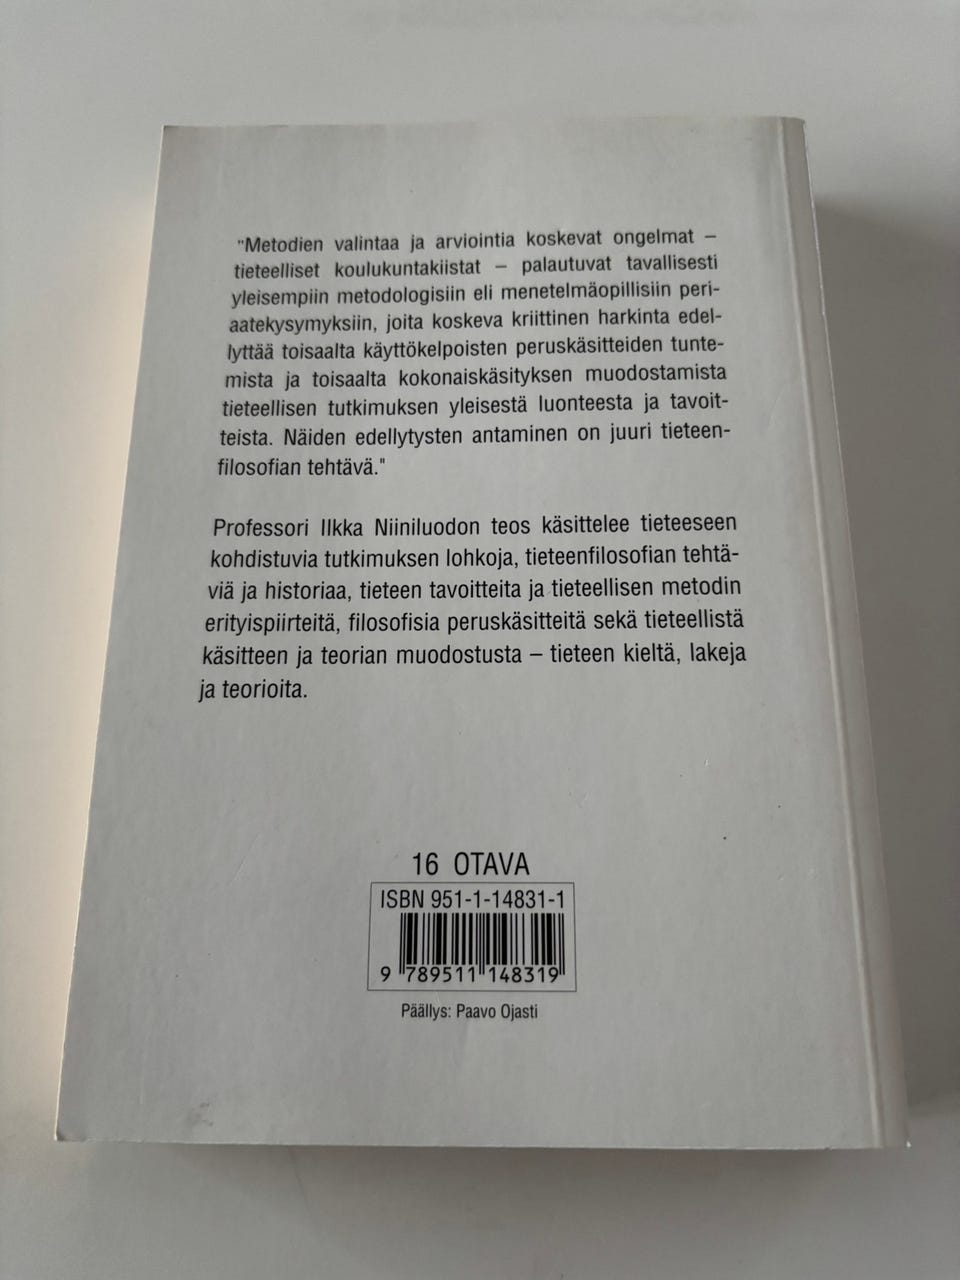 "Metodien valintaa ja arviointia koskevat ongelmat –
tieteelliset koulukuntakiistat – palautuvat tavallisesti
yleisempiin metodologisiin eli menetelmäopillisiin peri-
aatekysymyksiin, joita koskeva kriittinen harkinta edel-
lyttää toisaalta käyttökelpoisten peruskäsitteiden tunte-
mista ja toisaalta kokonaiskäsityksen muodostamista
tieteellisen tutkimuksen yleisestä luonteesta ja tavoit-
teista. Näiden edellytysten antaminen on juuri tieteen-
filosofian tehtävä."
Professori Ilkka Niiniluodon teos käsittelee tieteeseen
kohdistuvia tutkimuksen lohkoja, tieteenfilosofian tehtä-
viä ja historiaa, tieteen tavoitteita ja tieteellisen metodin
erityispiirteitä, filosofisia peruskäsitteitä sekä tieteellistä
käsitteen ja teorian muodostusta – tieteen kieltä, lakeja
ja teorioita.
16 OTAVA
ISBN 951-1-14831-1
9 789511 148319
Päällys: Paavo Ojasti